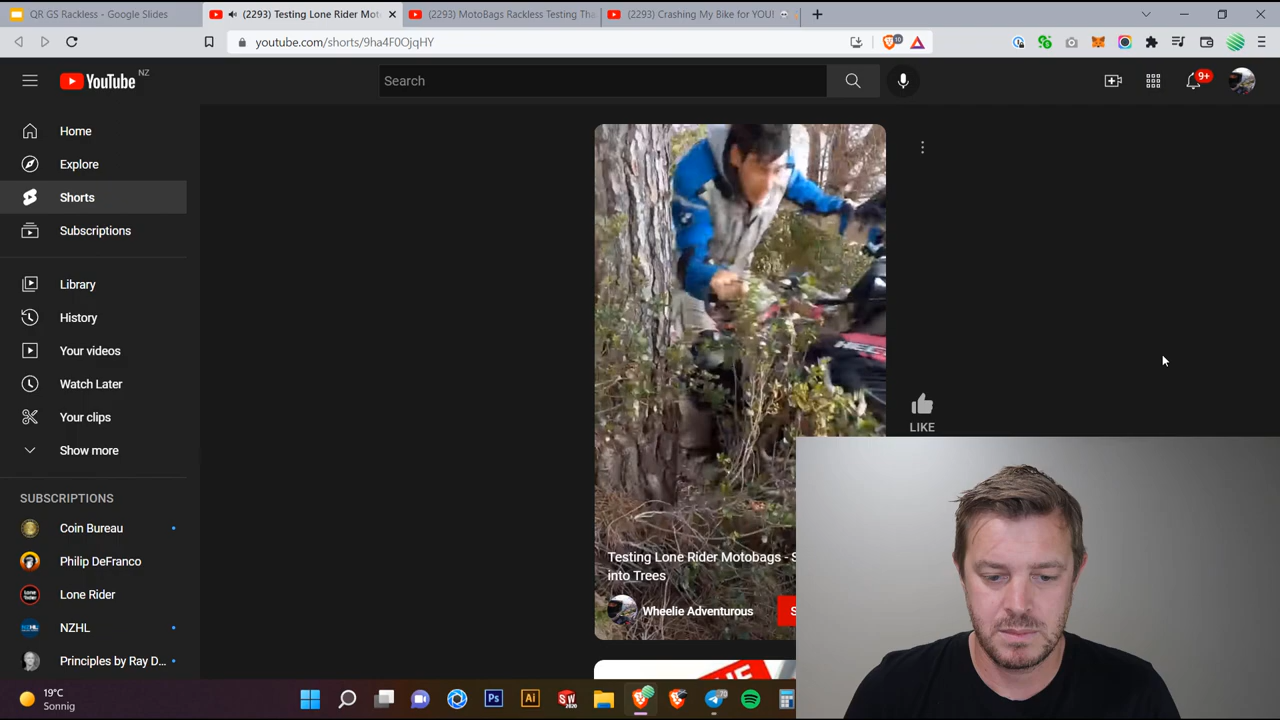 QR GS Rackless - Google Slides
(2293) Testing Lone Rider Mot
(2293) MotoBags Rackless Testing Tha
(2293) Crashing My Bike for YOU!
youtube.com/shorts/9ha4F0OjqHY
10
YouTube NZ
Search
9+
Home
Explore
Shorts
Subscriptions
Library
History
Your videos
Watch Later
Your clips
Show more
SUBSCRIPTIONS
Coin Bureau
Philip DeFranco
Lone Rider
NZHL
Principles by Ray D...
LIKE
Testing Lone Rider Motobags - S
into Trees
Wheelie Adventurous
S
19°C
Sonnig